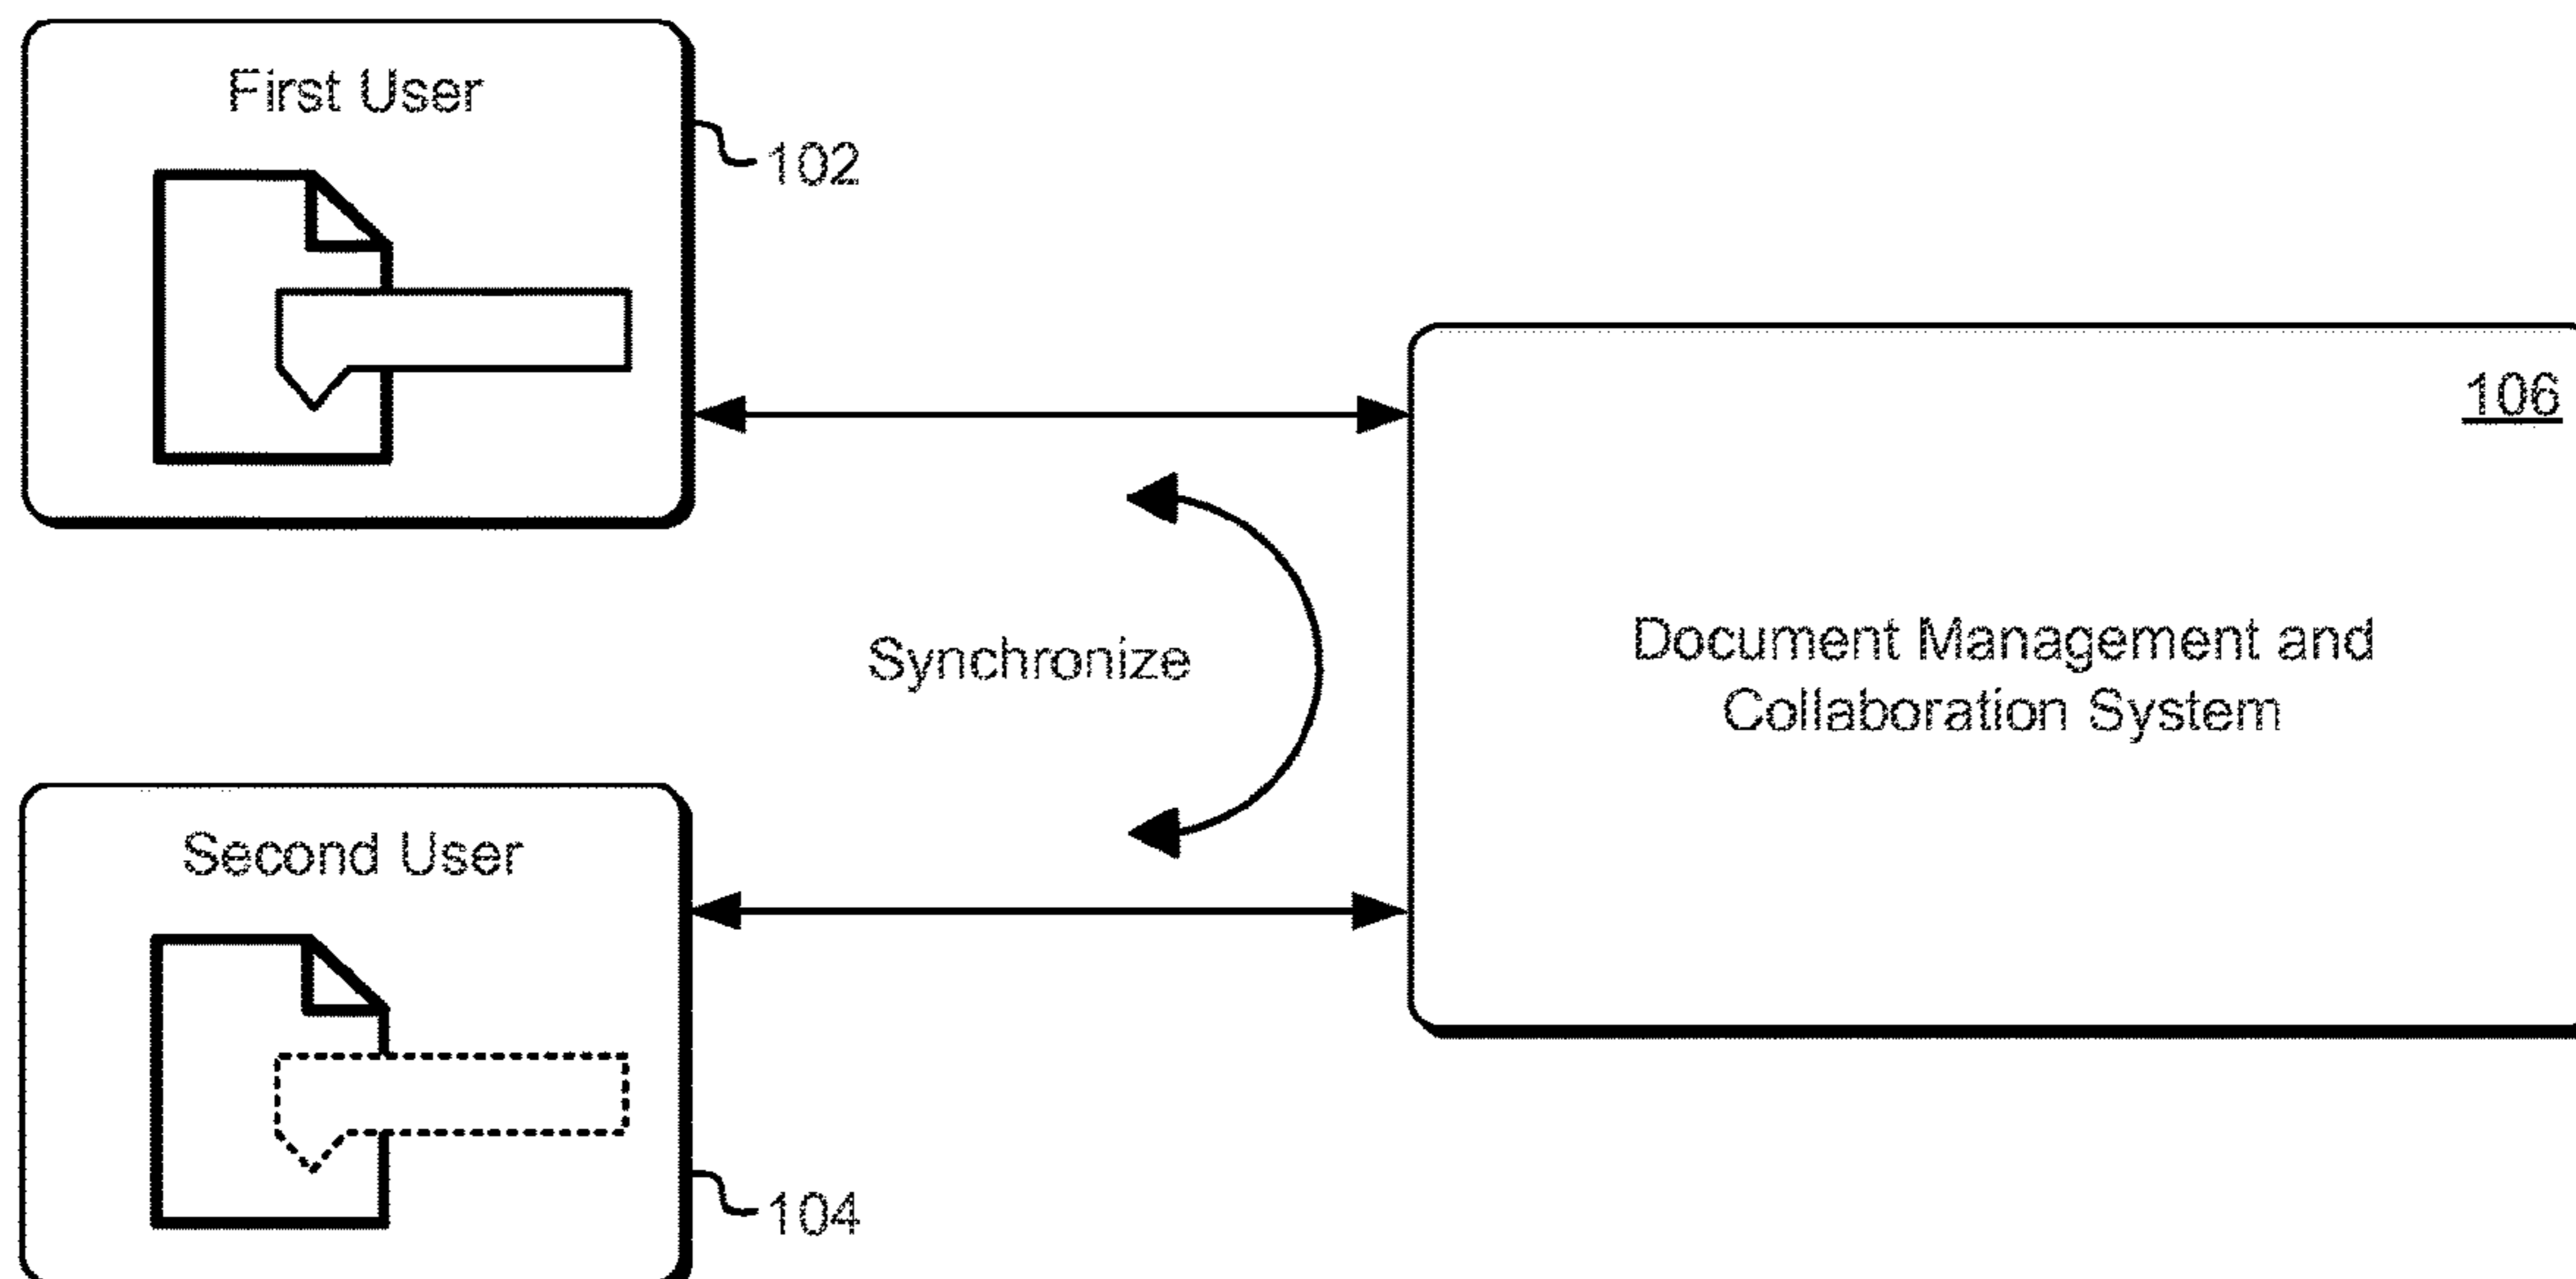 First User
102
106
Synchronize
Document Management and
Collaboration System
Second User
104